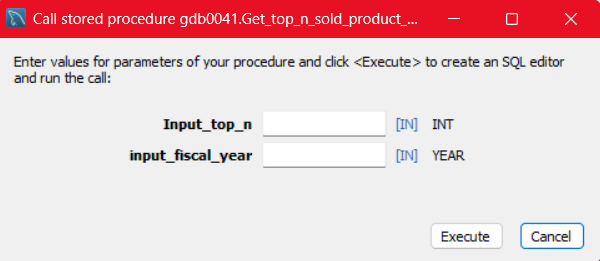 Call stored procedure gdb0041.Get_top_n_sold_product_...
Enter values for parameters of your procedure and click <Execute> to create an SQL editor
and run the call:
Input_top_n [IN] INT
input_fiscal_year [IN] YEAR
Execute Cancel